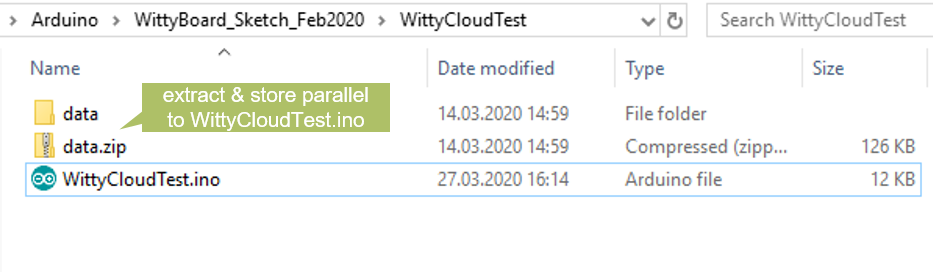 Arduino > WittyBoard_Sketch_Feb2020 > WittyCloudTest
Search WittyCloudTest
Name Date modified Type Size
extract & store parallel
to WittyCloudTest.ino
data 14.03.2020 14:59 File folder
data.zip 14.03.2020 14:59 Compressed (zipp... 126 KB
WittyCloudTest.ino 27.03.2020 16:14 Arduino file 12 KB